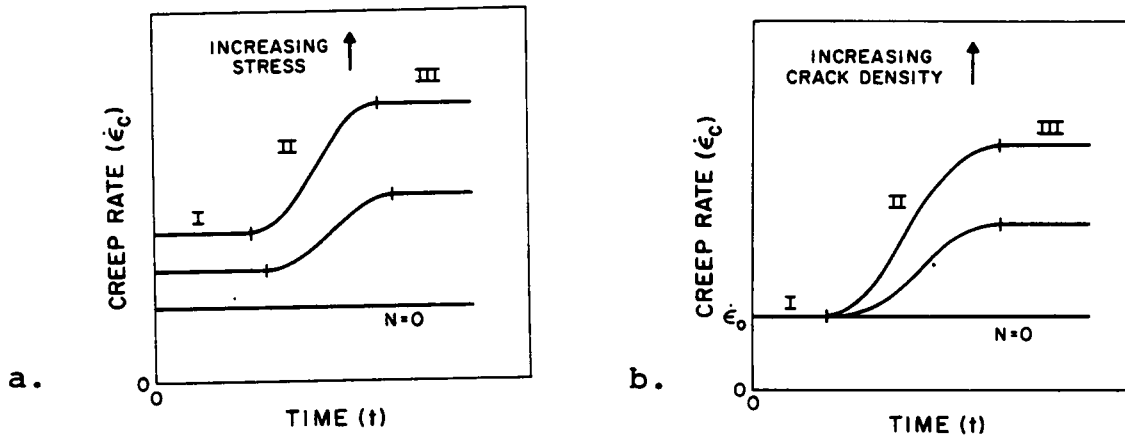 INCREASING
STRESS
III
II
I
N=0
CREEP RATE (ε̇c)
0
0
TIME (t)
a.
INCREASING
CRACK DENSITY
III
II
I
ε̇o
N=0
CREEP RATE (ε̇c)
0
0
TIME (t)
b.